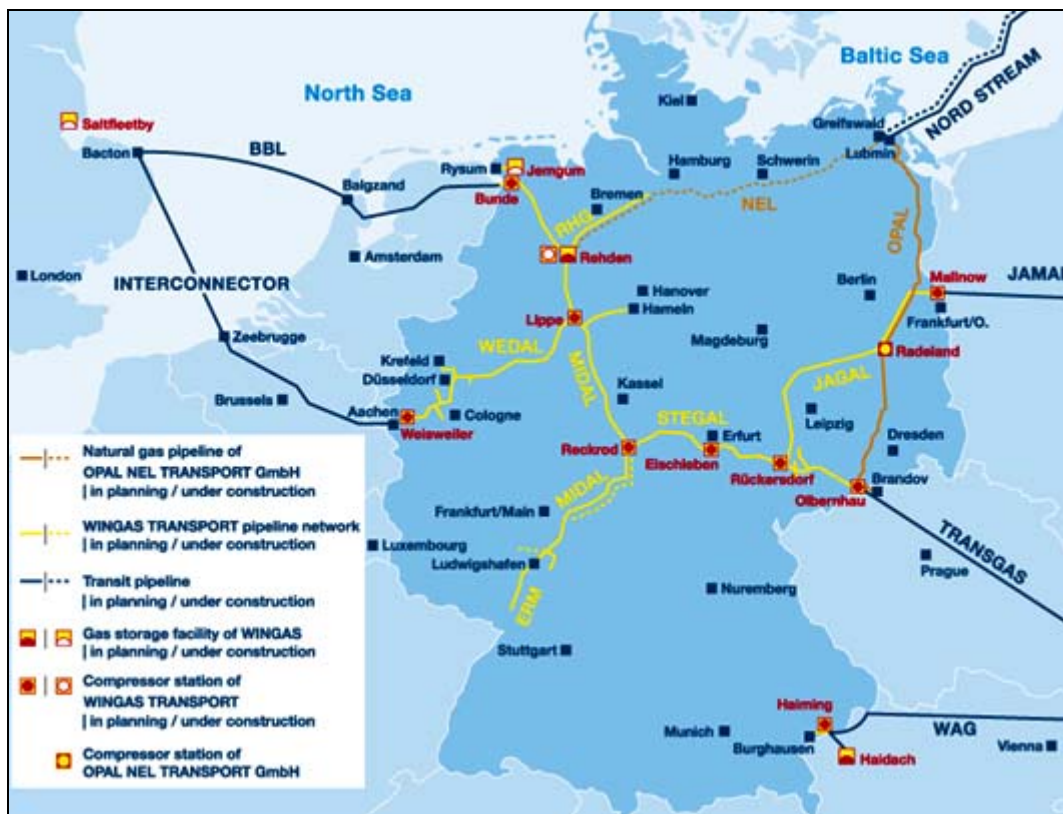 Baltic Sea
North Sea
NORD STREAM
Kiel
Greifswald
Lubmin
Saltfleetby
Bacton
BBL
Balgzand
Rysum
Jemgum
Bunde
Hamburg
Schwerin
Bremen
NEL
RHG
OPAL
Rehden
Amsterdam
London
INTERCONNECTOR
Berlin
Mallnow
JAMAL
Frankfurt/O.
Hanover
Hameln
Lippe
Magdeburg
Radeland
Zeebrugge
WEDAL
Krefeld
Düsseldorf
MIDAL
Kassel
JAGAL
Brussels
Aachen
Cologne
Weisweiler
STEGAL
Leipzig
Erfurt
Dresden
Reckrod
Eischleben
Rückersdorf
Olbernhau
Brandov
MIDAL
Frankfurt/Main
TRANSGAS
Luxembourg
Ludwigshafen
Prague
ERM
Nuremberg
Stuttgart
Haiming
Munich
Burghausen
WAG
Vienna
Haidach
Natural gas pipeline of
OPAL NEL TRANSPORT GmbH
| in planning / under construction
WINGAS TRANSPORT pipeline network
| in planning / under construction
Transit pipeline
| in planning / under construction
Gas storage facility of WINGAS
| in planning / under construction
Compressor station of
WINGAS TRANSPORT
| in planning / under construction
Compressor station of
OPAL NEL TRANSPORT GmbH